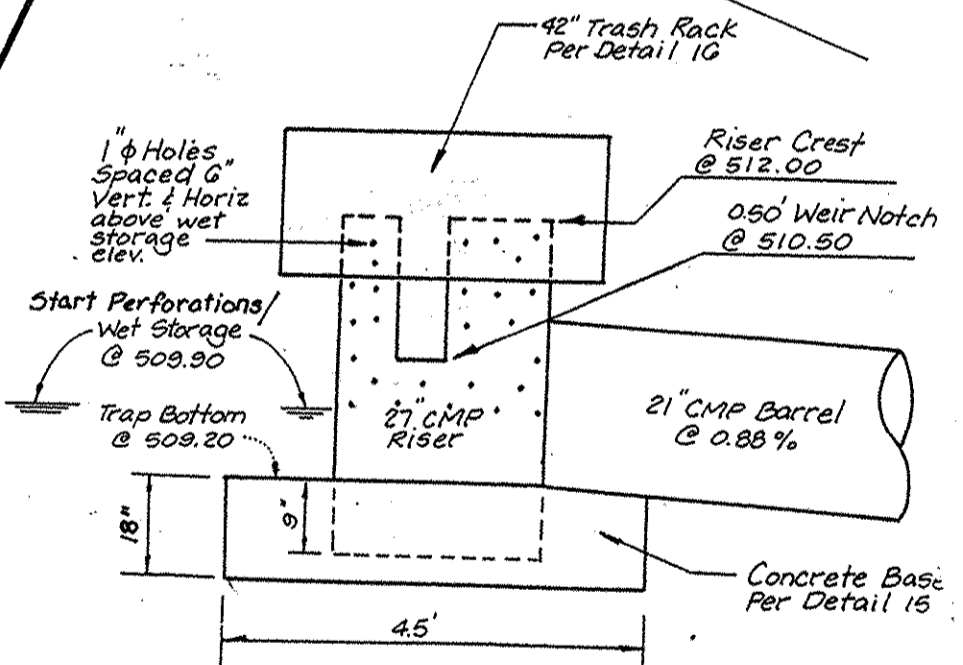 42" Trash Rack
Per Detail 16
1" φ Holes
Spaced 6"
Vert. & Horiz
above wet
storage
elev.
Riser Crest
@ 512.00
0.50' Weir Notch
@ 510.50
Start Perforations/
Wet Storage
@ 509.90
Trap Bottom
@ 509.20
27" CMP
Riser
21" CMP Barrel
@ 0.88%
18"
9"
Concrete Base
Per Detail 15
4.5'